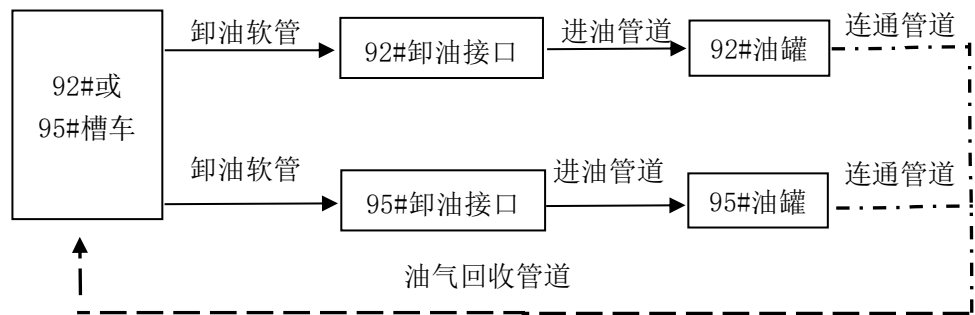 92#或
95#槽车
卸油软管
92#卸油接口
进油管道
92#油罐
连通管道
卸油软管
95#卸油接口
进油管道
95#油罐
连通管道
油气回收管道